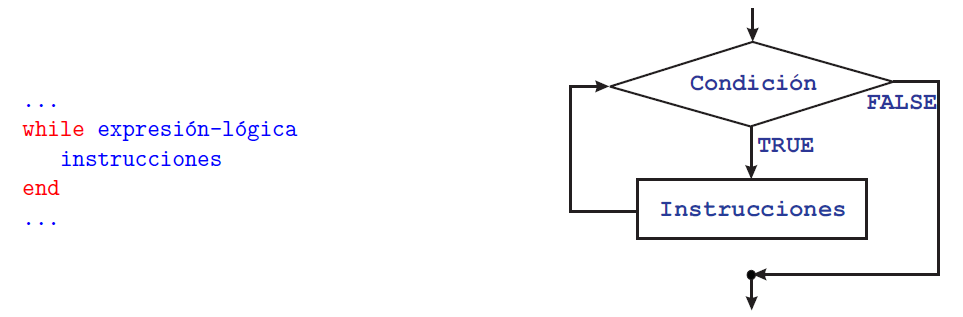 ...
while expresión-lógica
instrucciones
end
...
Condición
FALSE
TRUE
Instrucciones